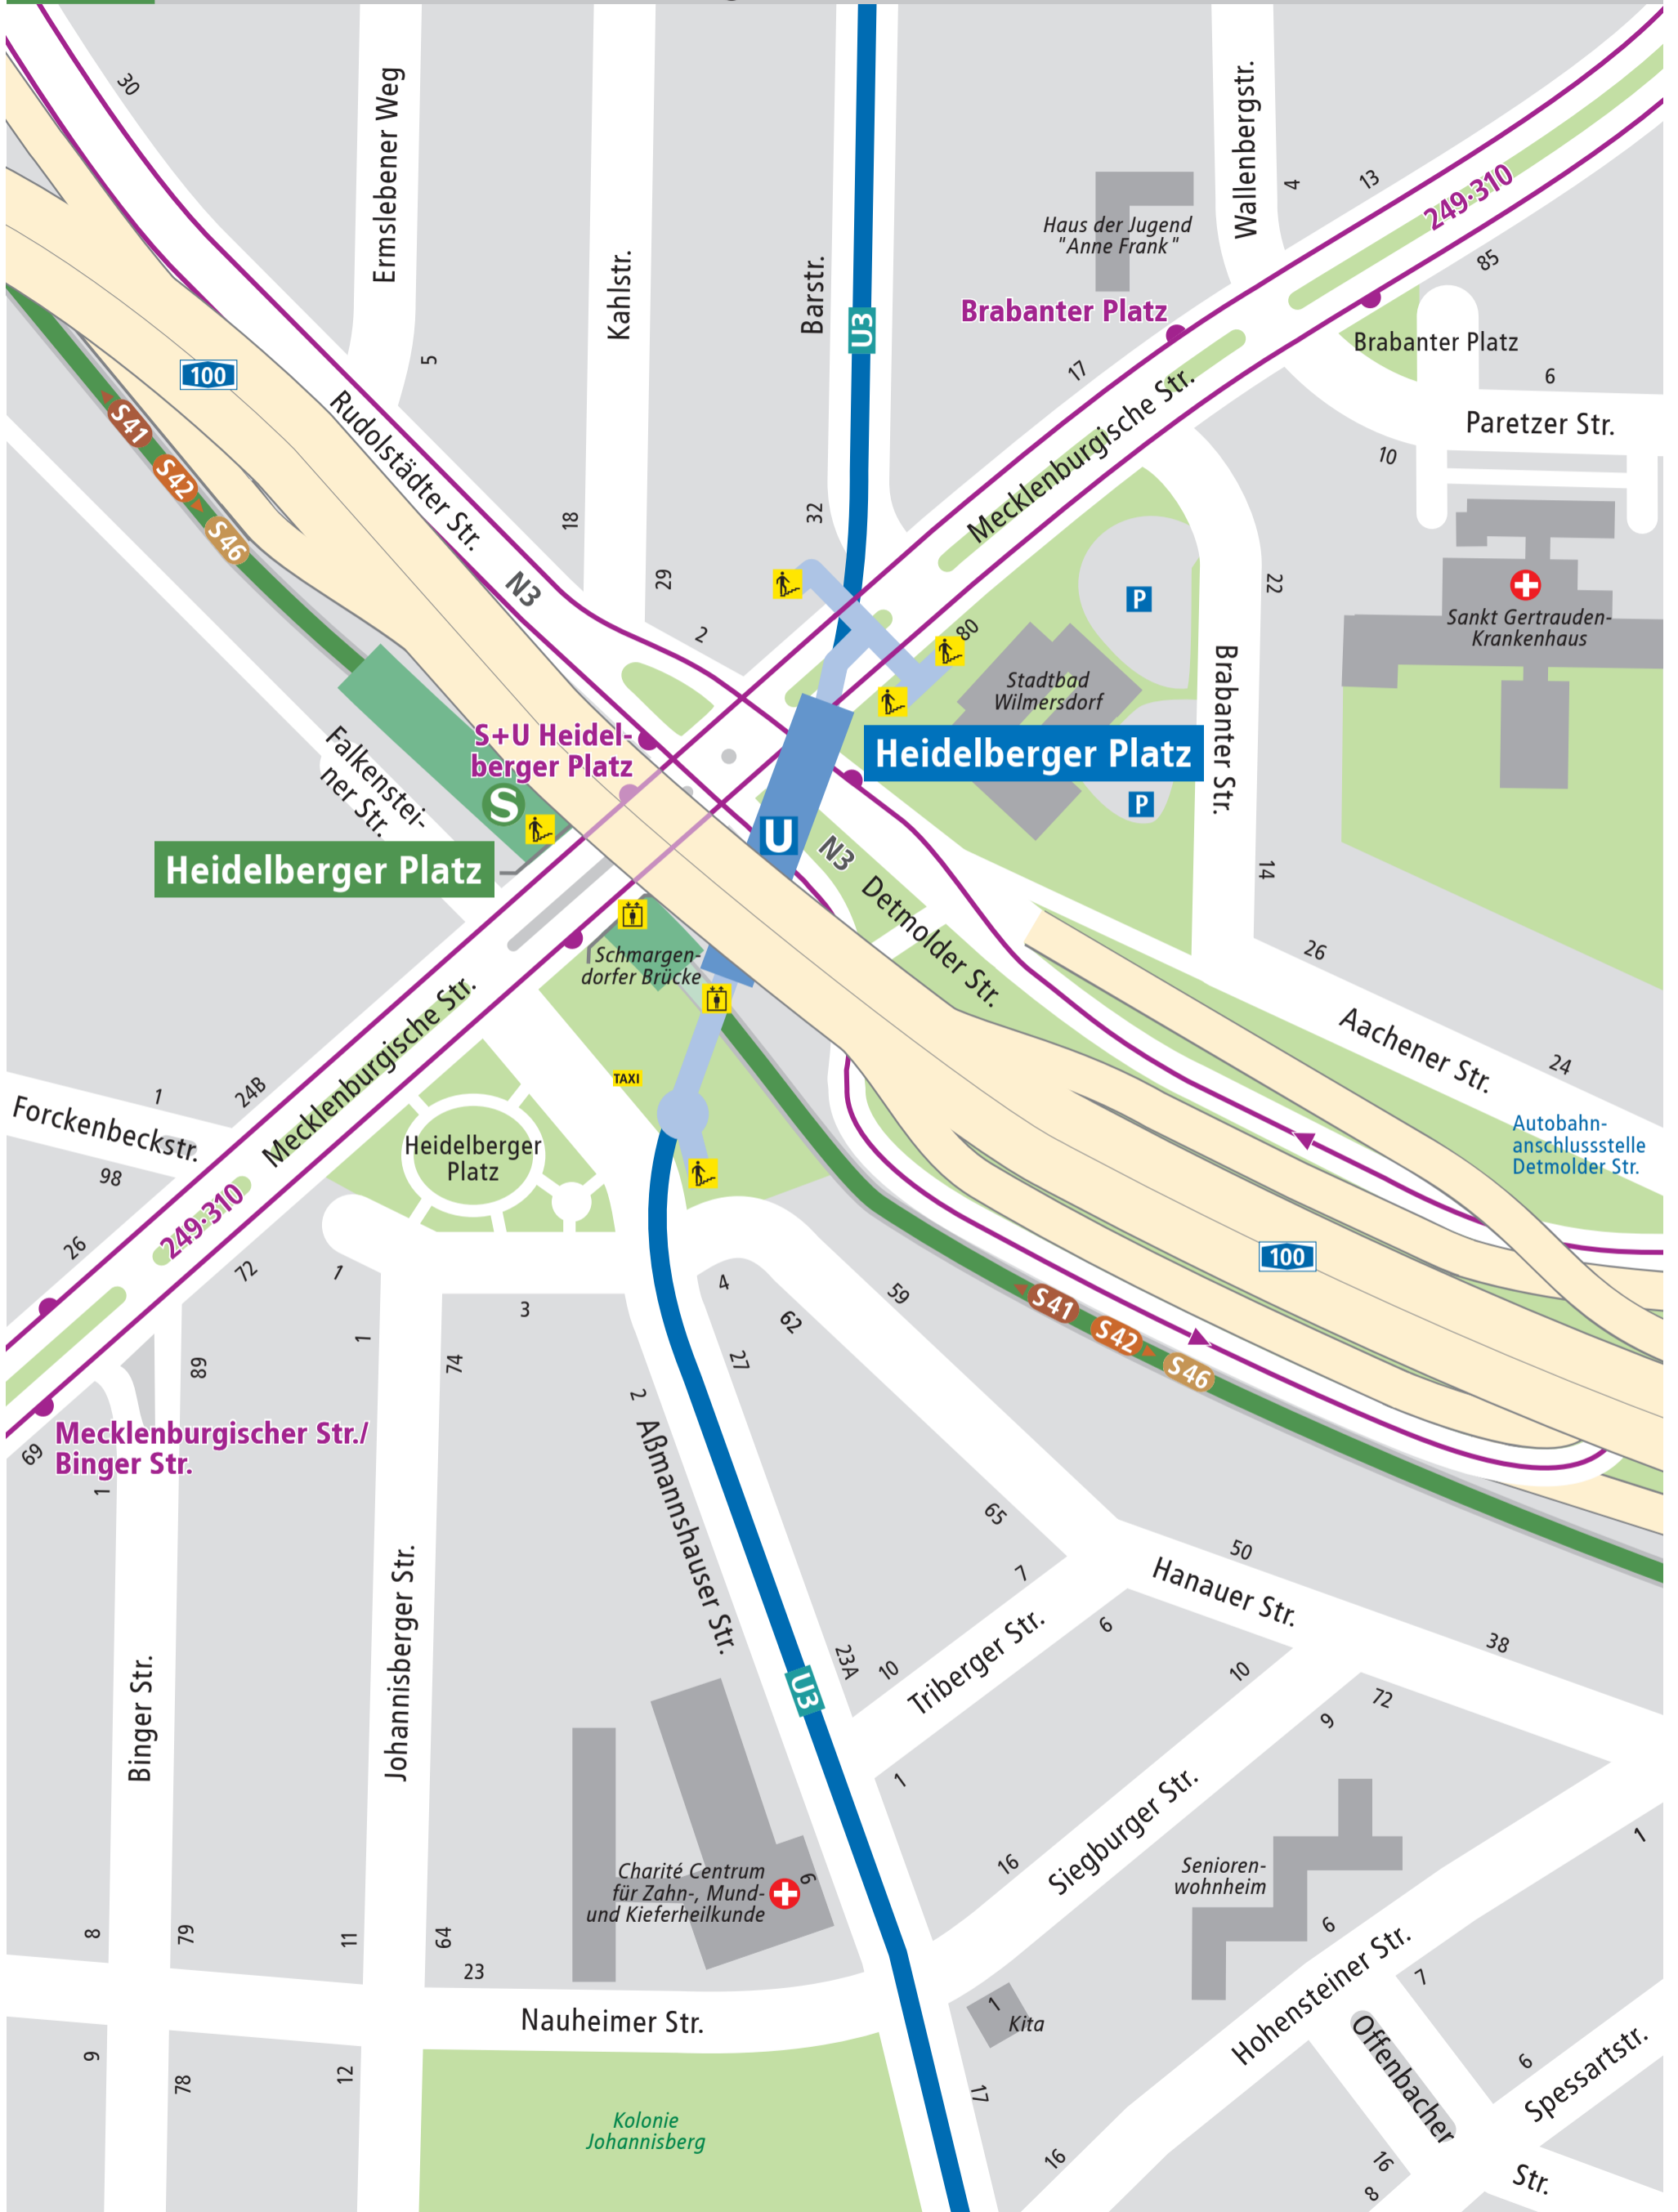 30
Ermslebener Weg
Kahlstr.
Barstr.
U3
Wallenbergstr.
4
13
249·310
85
Haus der Jugend
"Anne Frank"
Brabanter Platz
17
Brabanter Platz
6
Paretzer Str.
10
5
100
Rudolstädter Str.
S41
S42
S46
N3
18
32
29
2
Mecklenburgische Str.
80
P
22
Sankt Gertrauden-
Krankenhaus
Stadtbad
Wilmersdorf
Brabanter Str.
Falkenstei-
ner Str.
S+U Heidel-
berger Platz
Heidelberger Platz
S
P
U
N3
Heidelberger Platz
14
Detmolder Str.
26
Schmargen-
dorfer Brücke
Mecklenburgische Str.
Aachener Str.
24
TAXI
1
24B
Forckenbeckstr.
98
Heidelberger
Platz
Autobahn-
anschlussstelle
Detmolder Str.
249·310
26
72
1
3
4
62
59
100
S41
S42
S46
1
89
74
27
2
Mecklenburgischer Str./
Binger Str.
69
1
Aßmannshauser Str.
65
7
50
Hanauer Str.
38
6
Triberger Str.
10
23A
10
72
9
U3
Binger Str.
Johannisberger Str.
1
Siegburger Str.
16
Charité Centrum
für Zahn-, Mund-
und Kieferheilkunde
6
Senioren-
wohnheim
1
6
8
79
11
64
23
Nauheimer Str.
1
Kita
Hohensteiner Str.
7
Offenbacher
Str.
6
Spessartstr.
9
78
12
17
Kolonie
Johannisberg
16
16
8